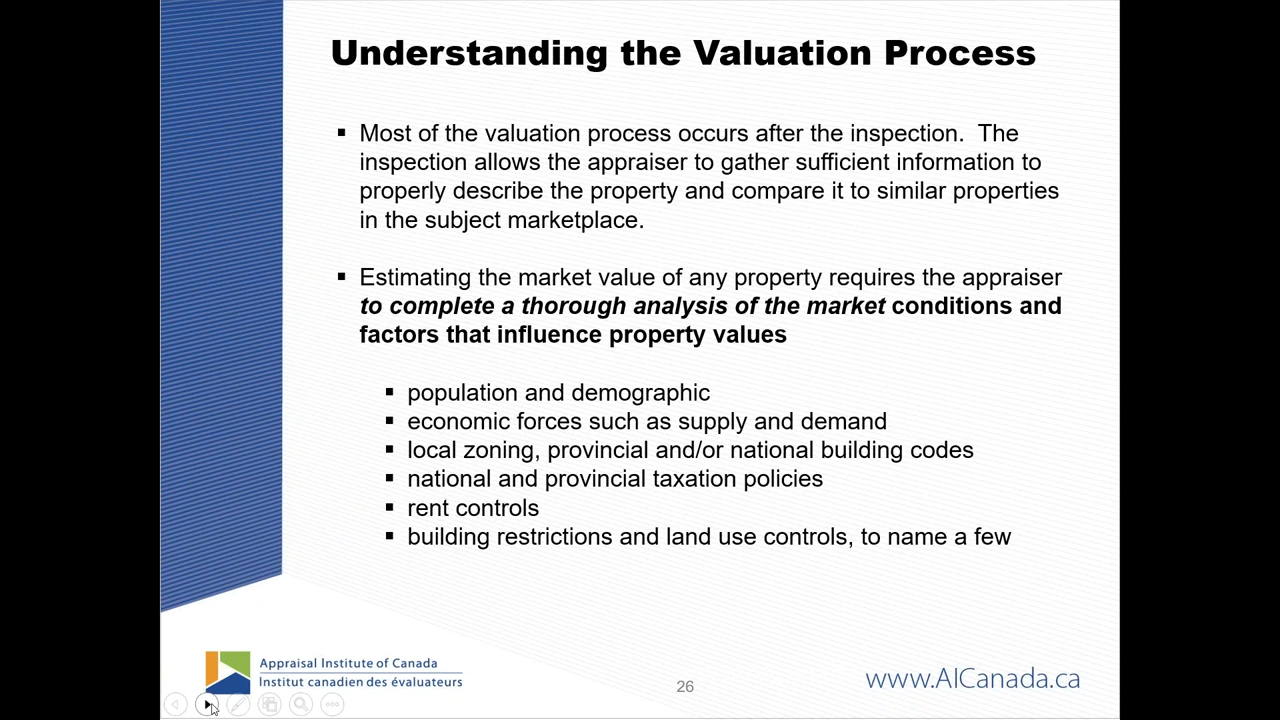 Understanding the Valuation Process
▪ Most of the valuation process occurs after the inspection.  The
inspection allows the appraiser to gather sufficient information to
properly describe the property and compare it to similar properties
in the subject marketplace.
▪ Estimating the market value of any property requires the appraiser
to complete a thorough analysis of the market conditions and
factors that influence property values
▪ population and demographic
▪ economic forces such as supply and demand
▪ local zoning, provincial and/or national building codes
▪ national and provincial taxation policies
▪ rent controls
▪ building restrictions and land use controls, to name a few
Appraisal Institute of Canada
Institut canadien des évaluateurs
26
www.AICanada.ca